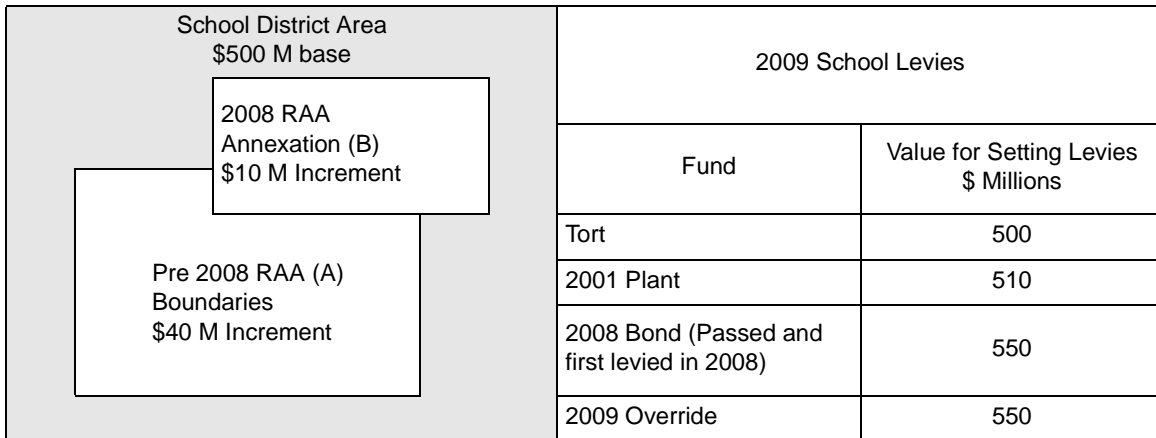 School District Area
$500 M base
2008 RAA
Annexation (B)
$10 M Increment
Pre 2008 RAA (A)
Boundaries
$40 M Increment
2009 School Levies
Fund
Value for Setting Levies
$ Millions
Tort
500
2001 Plant
510
2008 Bond (Passed and
first levied in 2008)
550
2009 Override
550